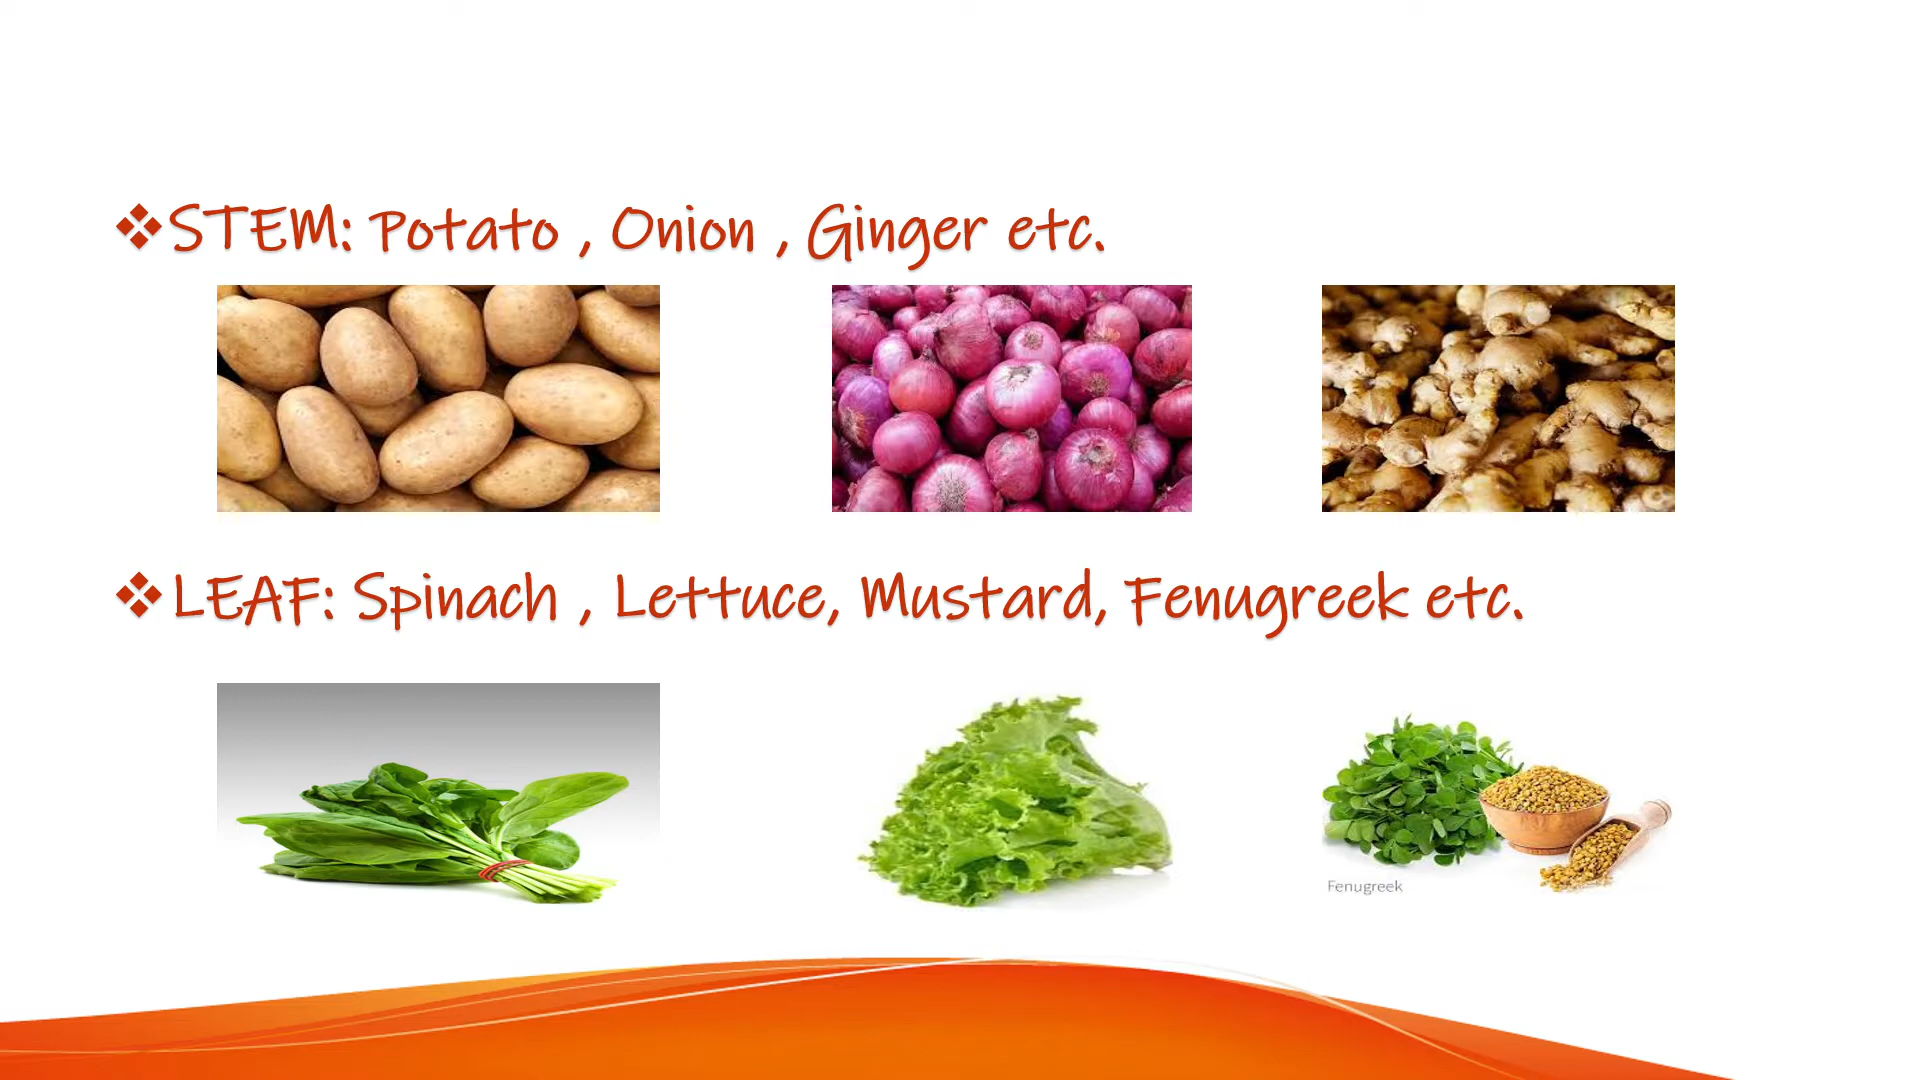 ❖STEM: Potato , Onion , Ginger etc.
❖LEAF: Spinach , Lettuce, Mustard, Fenugreek etc.
Fenugreek